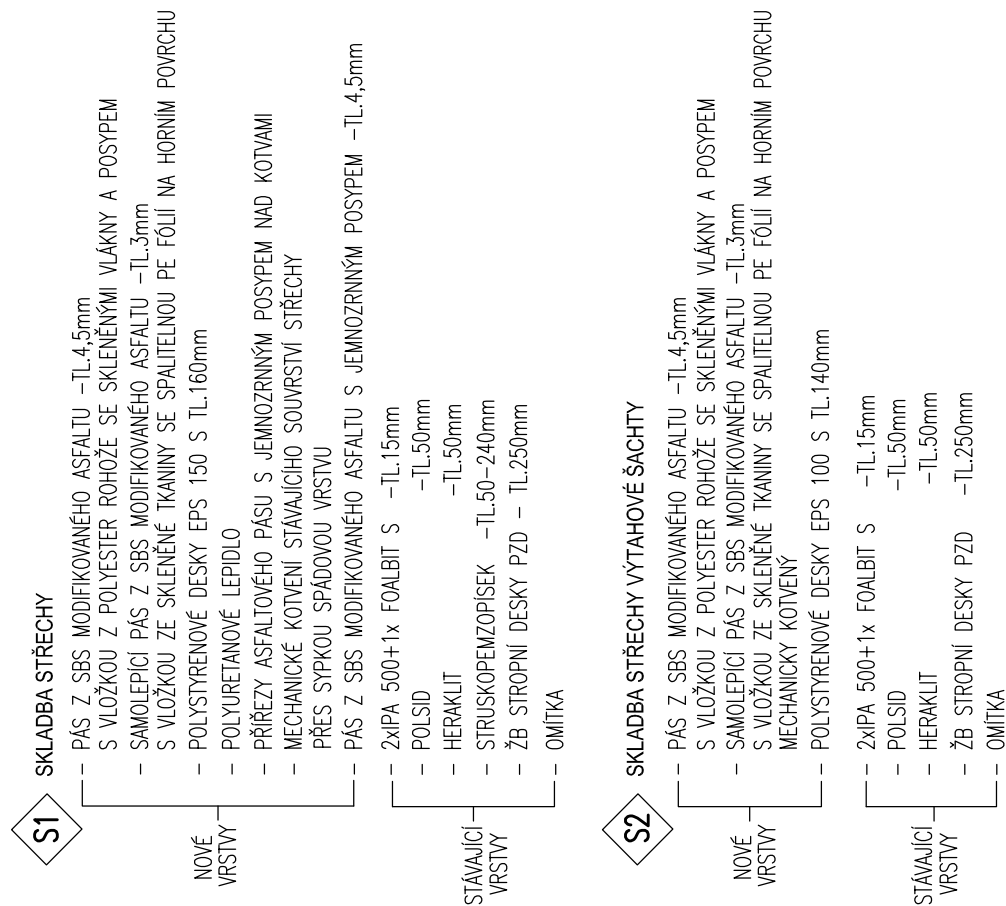 S1 SKLADBA STŘECHY
NOVÉ
VRSTVY
- PÁS Z SBS MODIFIKOVANÉHO ASFALTU -TL.4,5mm
S VLOŽKOU Z POLYESTER ROHOŽE SE SKLENĚNÝMI VLÁKNY A POSYPEM
- SAMOLEPÍCÍ PÁS Z SBS MODIFIKOVANÉHO ASFALTU -TL.3mm
S VLOŽKOU ZE SKLENĚNÉ TKANINY SE SPALITELNOU PE FÓLIÍ NA HORNÍM POVRCHU
- POLYSTYRENOVÉ DESKY EPS 150 S TL.160mm
- POLYURETANOVÉ LEPIDLO
- PŘÍŘEZY ASFALTOVÉHO PÁSU S JEMNOZRNNÝM POSYPEM NAD KOTVAMI
- MECHANICKÉ KOTVENÍ STÁVAJÍCÍHO SOUVRSTVÍ STŘECHY
PŘES SYPKOU SPÁDOVOU VRSTVU
- PÁS Z SBS MODIFIKOVANÉHO ASFALTU S JEMNOZRNNÝM POSYPEM -TL.4,5mm
STÁVAJÍCÍ
VRSTVY
- 2xIPA 500+1x FOALBIT S -TL.15mm
- POLSID -TL.50mm
- HERAKLIT -TL.50mm
- STRUSKOPEMZOPÍSEK -TL.50-240mm
- ŽB STROPNÍ DESKY PZD - TL.250mm
- OMÍTKA
S2 SKLADBA STŘECHY VÝTAHOVÉ ŠACHTY
NOVÉ
VRSTVY
- PÁS Z SBS MODIFIKOVANÉHO ASFALTU -TL.4,5mm
S VLOŽKOU Z POLYESTER ROHOŽE SE SKLENĚNÝMI VLÁKNY A POSYPEM
- SAMOLEPÍCÍ PÁS Z SBS MODIFIKOVANÉHO ASFALTU -TL.3mm
S VLOŽKOU ZE SKLENĚNÉ TKANINY SE SPALITELNOU PE FÓLIÍ NA HORNÍM POVRCHU
MECHANICKY KOTVENÝ
- POLYSTYRENOVÉ DESKY EPS 100 S TL.140mm
STÁVAJÍCÍ
VRSTVY
- 2xIPA 500+1x FOALBIT S -TL.15mm
- POLSID -TL.50mm
- HERAKLIT -TL.50mm
- ŽB STROPNÍ DESKY PZD -TL.250mm
- OMÍTKA